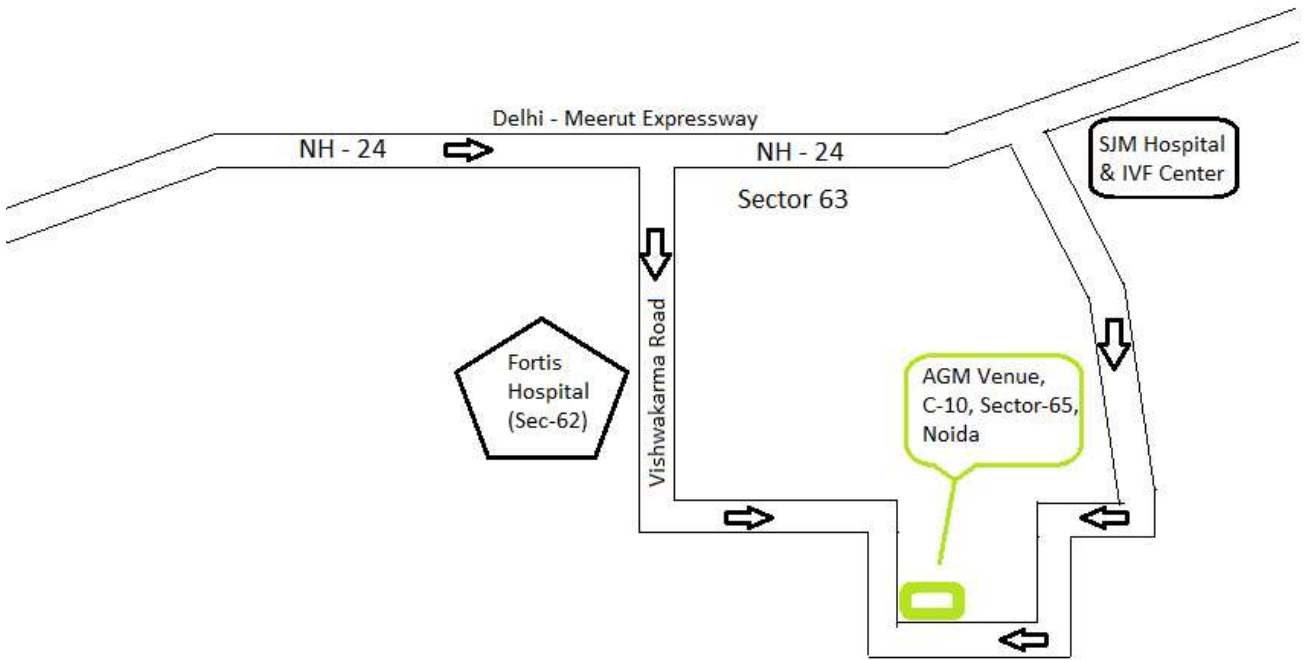 Delhi - Meerut Expressway
NH - 24
NH - 24
SJM Hospital
& IVF Center
Sector 63
Vishwakarma Road
Fortis
Hospital
(Sec-62)
AGM Venue,
C-10, Sector-65,
Noida